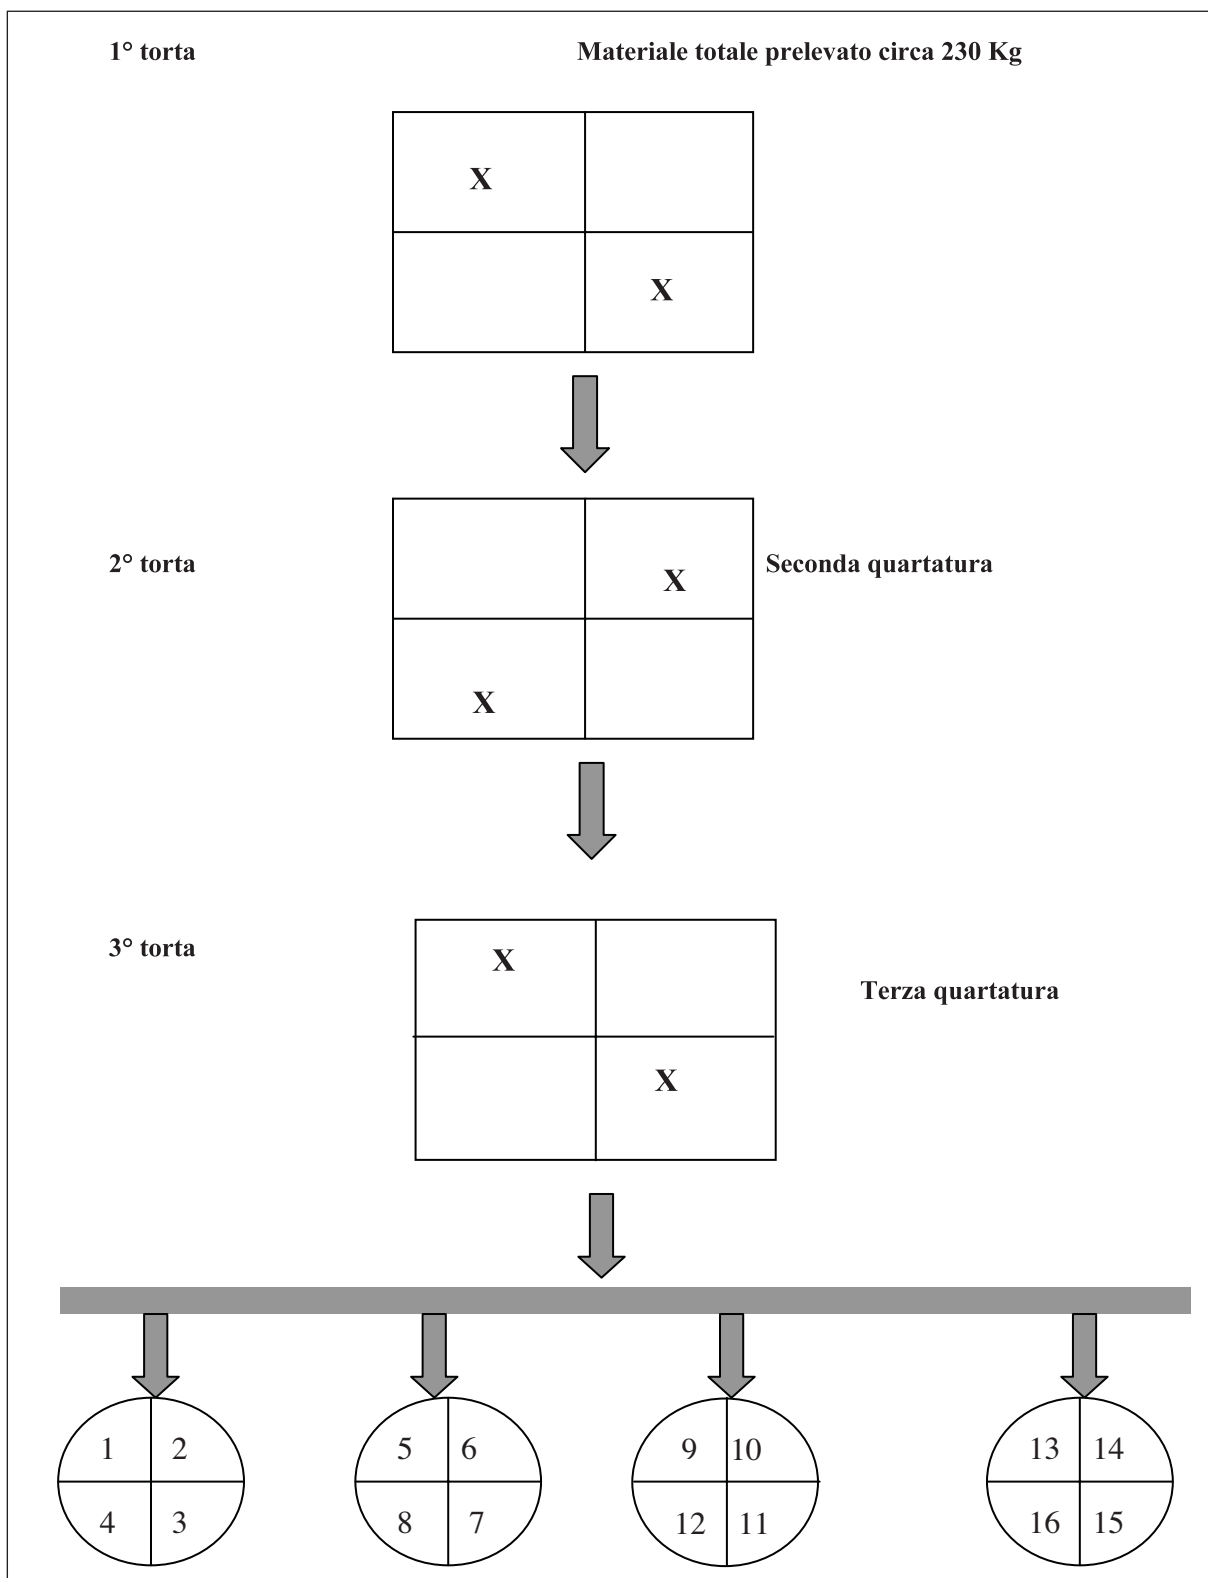 1° torta
Materiale totale prelevato circa 230 Kg
X
X
2° torta
Seconda quartatura
X
X
3° torta
Terza quartatura
X
X
1 2
4 3
5 6
8 7
9 10
12 11
13 14
16 15